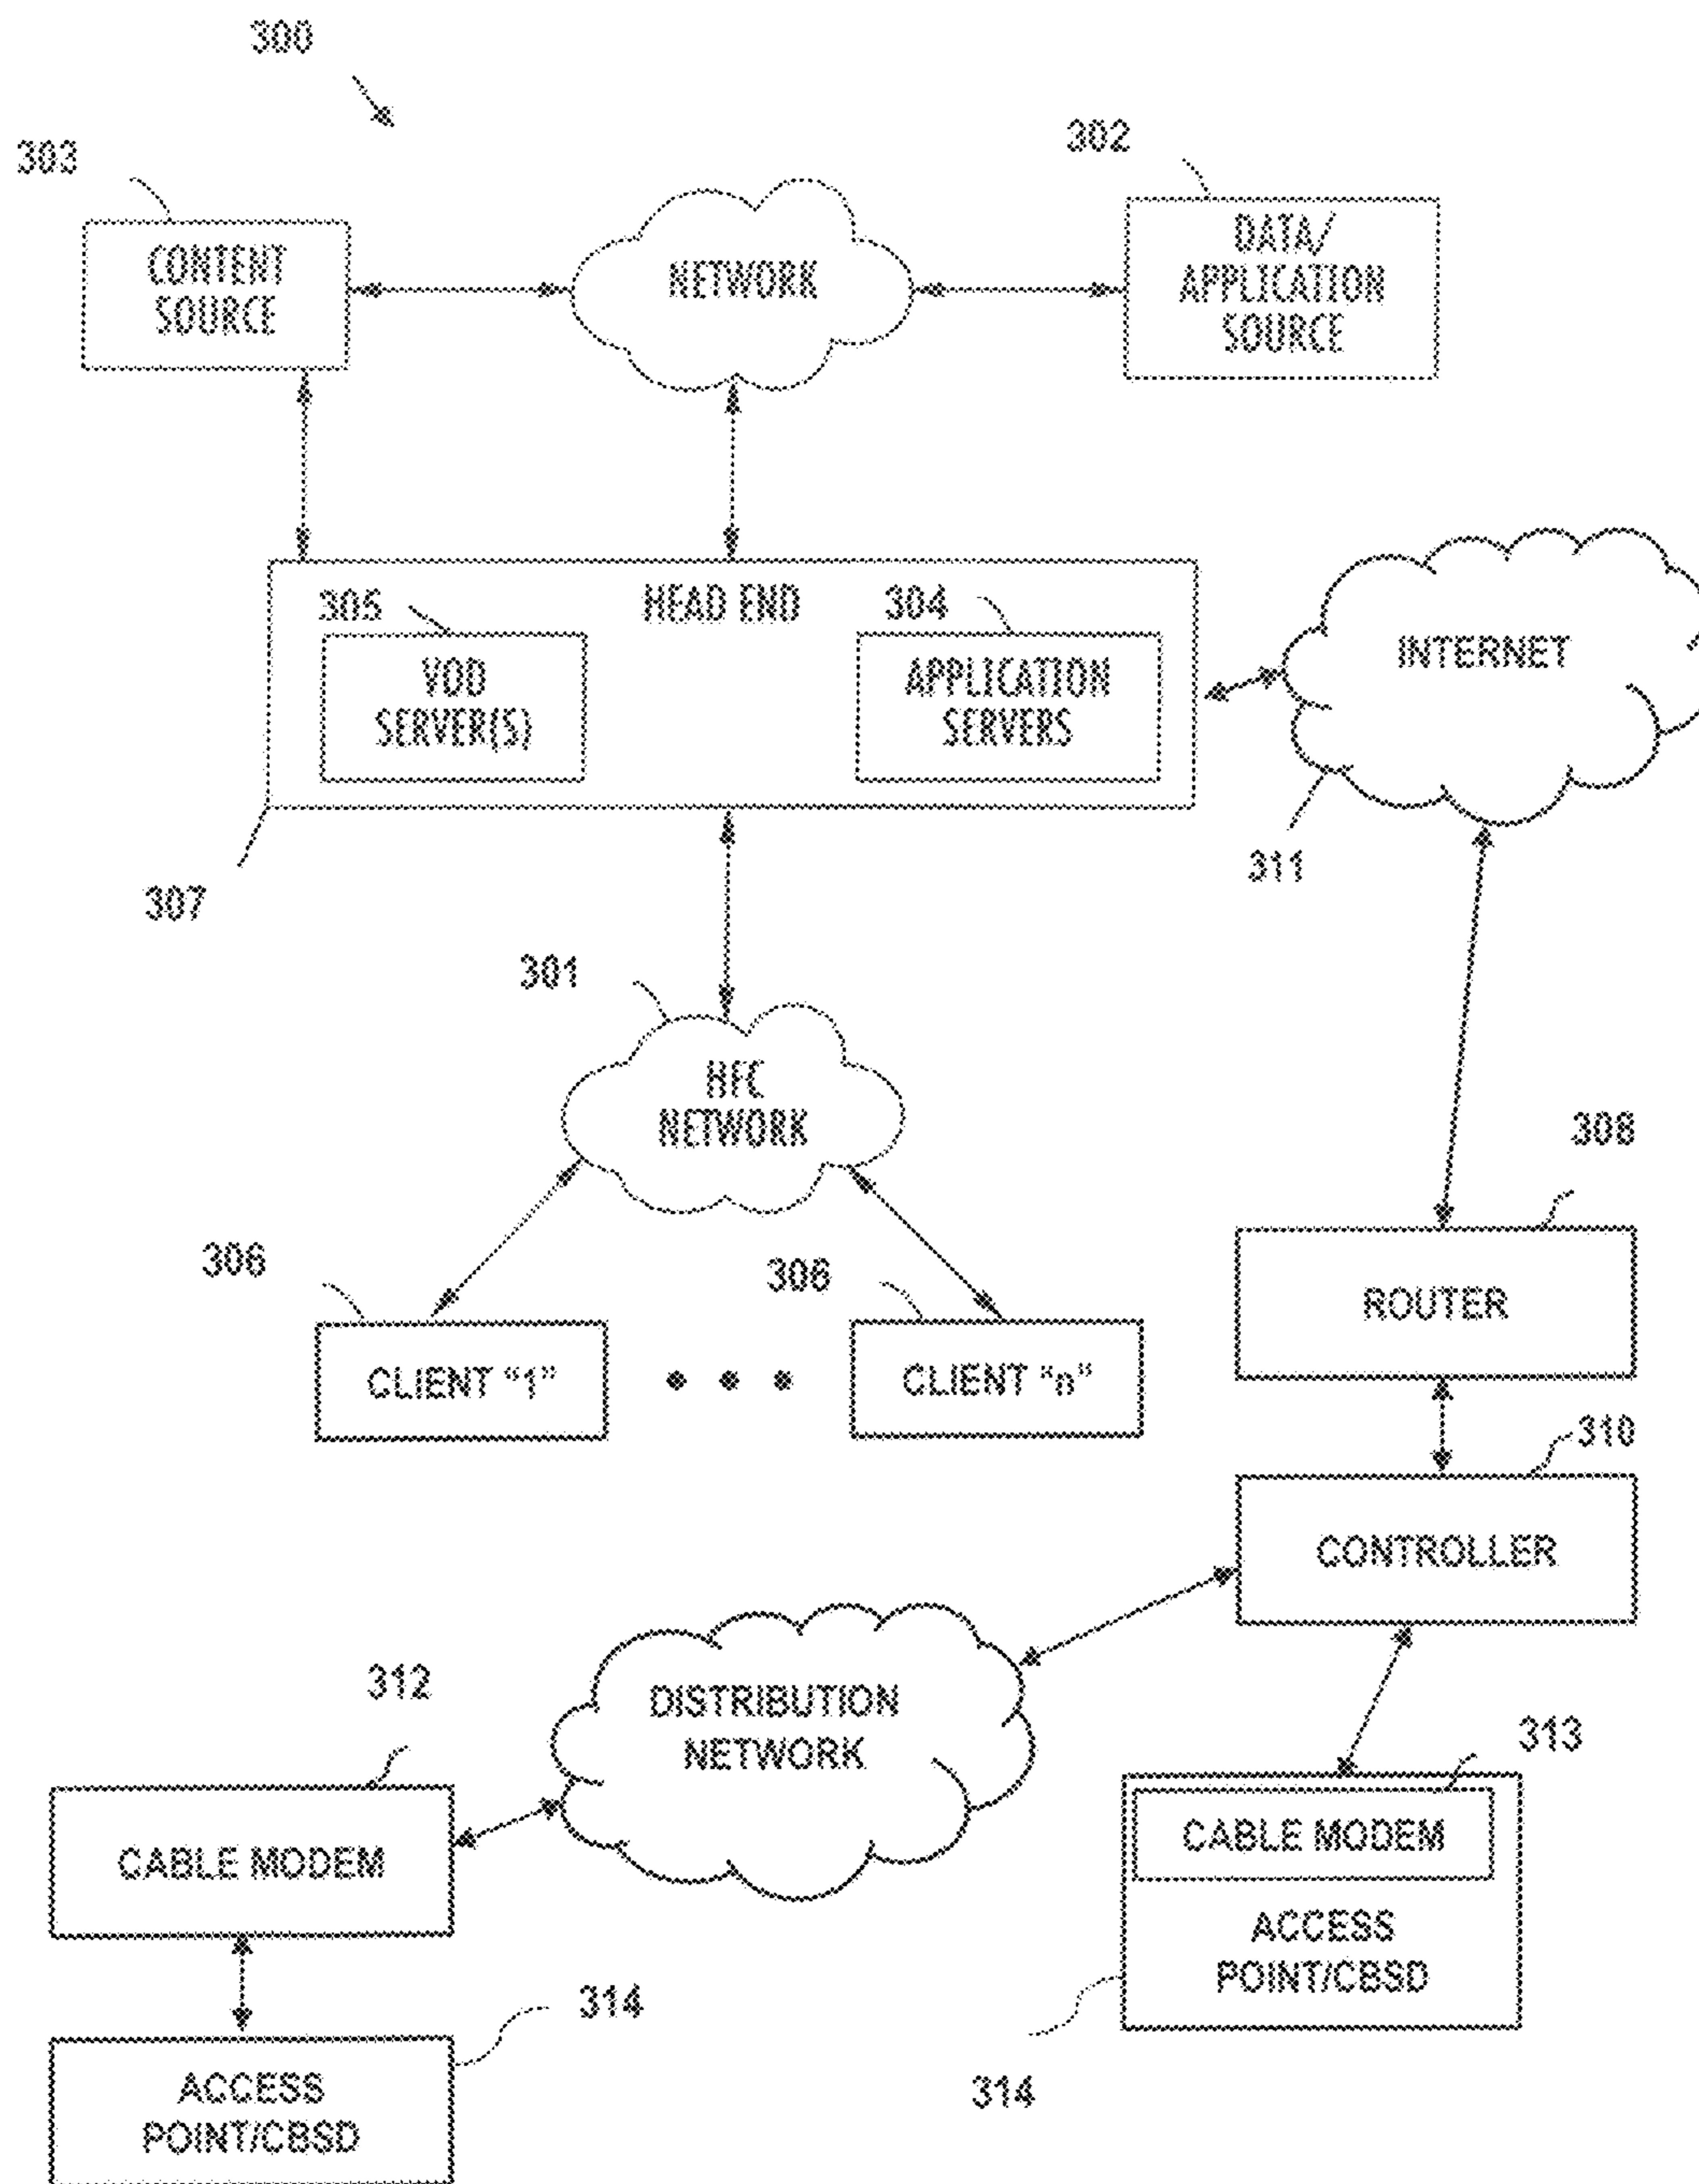 300
303
302
CONTENT
SOURCE
NETWORK
DATA/
APPLICATION
SOURCE
305
HEAD END
304
VOD
SERVER(S)
APPLICATION
SERVERS
INTERNET
307
311
301
HFC
NETWORK
308
306
306
ROUTER
CLIENT "1"
CLIENT "n"
310
CONTROLLER
312
DISTRIBUTION
NETWORK
313
CABLE MODEM
CABLE MODEM
ACCESS
POINT/CBSD
314
314
ACCESS
POINT/CBSD